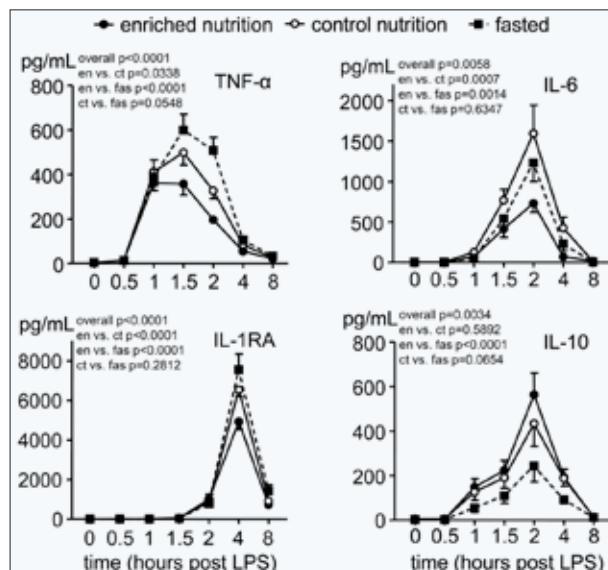 enriched nutrition control nutrition fasted
pg/mL
overall p<0.0001
en vs. ct p=0.0338
en vs. fas p<0.0001
ct vs. fas p=0.0548
TNF-α
800
600
400
200
0
0 0.5 1 1.5 2 4 8
pg/mL
overall p=0.0058
en vs. ct p=0.0007
en vs. fas p=0.0014
ct vs. fas p=0.6347
IL-6
2000
1500
1000
500
0
0 0.5 1 1.5 2 4 8
pg/mL
overall p<0.0001
en vs. ct p<0.0001
en vs. fas p<0.0001
ct vs. fas p=0.2812
IL-1RA
8000
6000
4000
2000
0
0 0.5 1 1.5 2 4 8
time (hours post LPS)
pg/mL
overall p=0.0034
en vs. ct p=0.5892
en vs. fas p<0.0001
ct vs. fas p=0.0654
IL-10
600
400
200
0
0 0.5 1 1.5 2 4 8
time (hours post LPS)